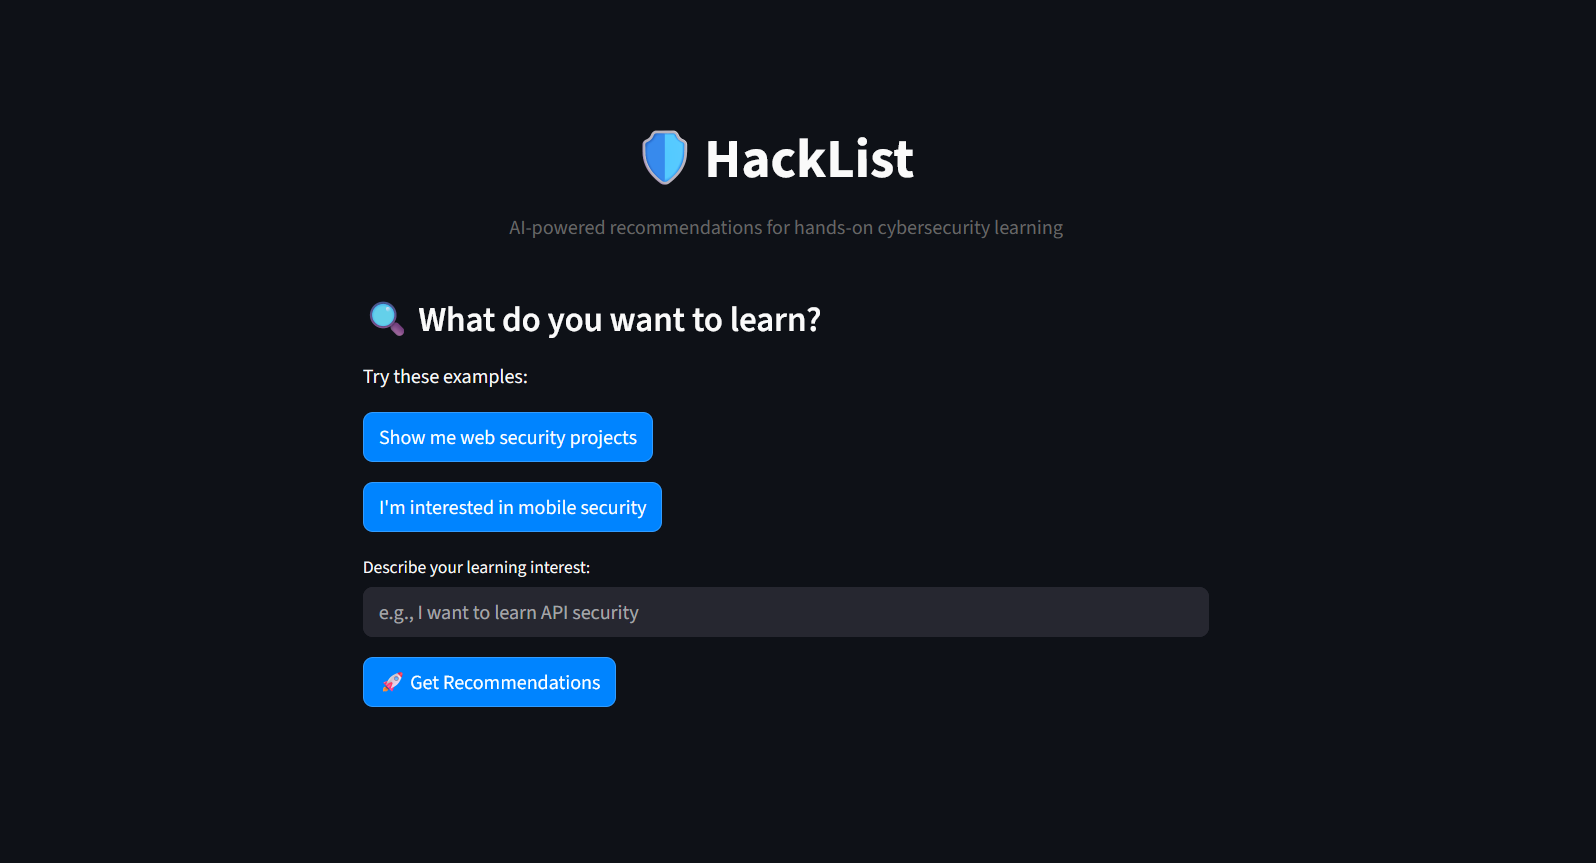 HackList
AI-powered recommendations for hands-on cybersecurity learning
What do you want to learn?
Try these examples:
Show me web security projects
I'm interested in mobile security
Describe your learning interest:
e.g., I want to learn API security
Get Recommendations